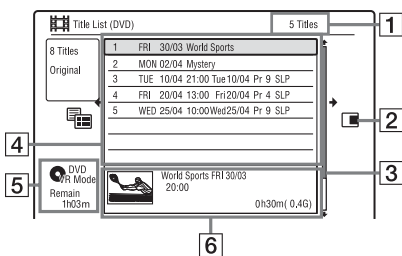 Title List (DVD)
5 Titles
1
8 Titles
Original
1 FRI 30/03 World Sports
2 MON 02/04 Mystery
3 TUE 10/04 21:00 Tue10/04 Pr 9 SLP
4 FRI 20/04 13:00 Fri20/04 Pr 4 SLP
5 WED 25/04 10:00Wed25/04 Pr 9 SLP
2
4
3
5
DVD
VR Mode
Remain
1h03m
World Sports FRI 30/03
20:00
0h30m( 0,4G)
6